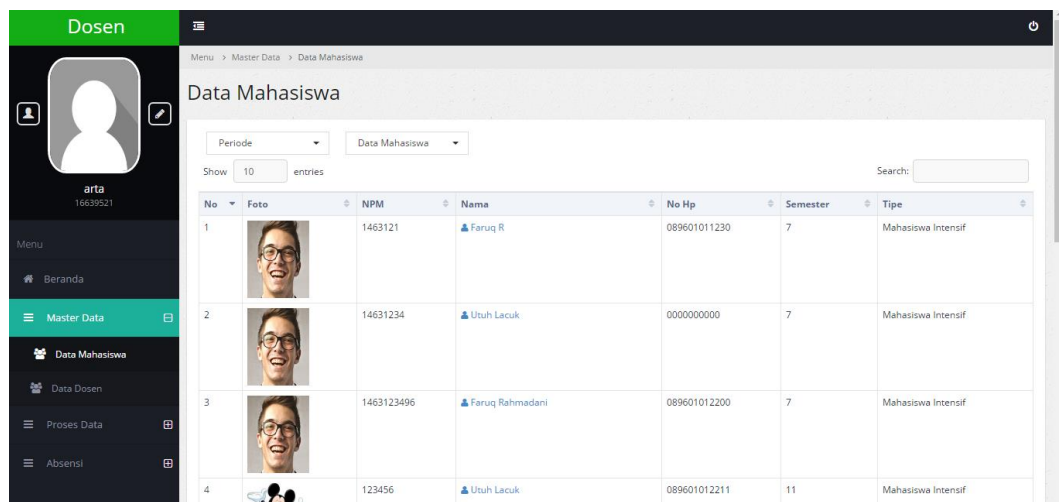 Dosen
Menu > Master Data > Data Mahasiswa
Data Mahasiswa
arta
16639521
Menu
Beranda
Master Data
Data Mahasiswa
Data Dosen
Proses Data
Absensi
Periode Data Mahasiswa
Show 10 entries Search:
No Foto NPM Nama No Hp Semester Tipe
1 1463121 Faruq R 089601011230 7 Mahasiswa Intensif
2 14631234 Utuh Lacuk 0000000000 7 Mahasiswa Intensif
3 1463123496 Faruq Rahmadani 089601012200 7 Mahasiswa Intensif
4 123456 Utuh Lacuk 089601012211 11 Mahasiswa Intensif